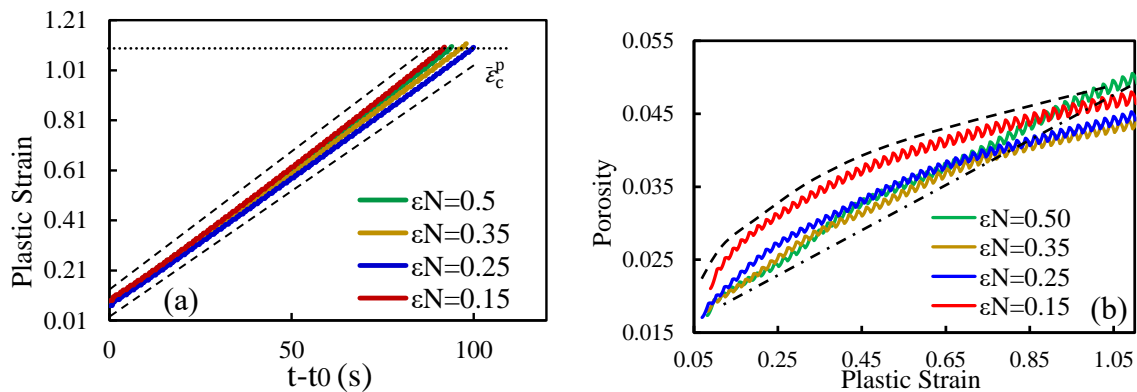 1.21
1.01
0.81
0.61
0.41
0.21
0.01
Plastic Strain
ε̄ᵖc
εN=0.5
εN=0.35
εN=0.25
εN=0.15
(a)
0
50
100
t-t0 (s)
0.055
0.045
0.035
0.025
0.015
Porosity
εN=0.50
εN=0.35
εN=0.25
εN=0.15
(b)
0.05
0.25
0.45
0.65
0.85
1.05
Plastic Strain